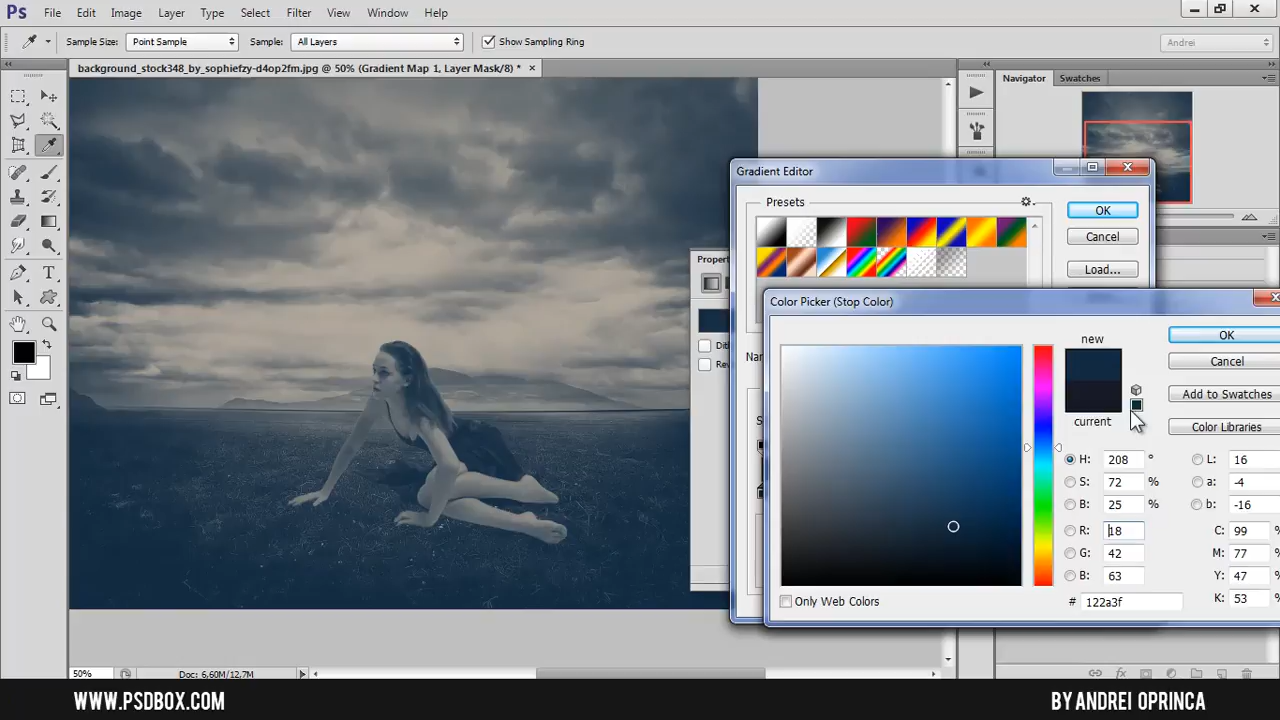 Ps File Edit Image Layer Type Select Filter View Window Help
Sample Size: Point Sample Sample: All Layers Show Sampling Ring Andrei
background_stock348_by_sophiefzy-d4op2fm.jpg @ 50% (Gradient Map 1, Layer Mask/8) * ×
Navigator Swatches
Gradient Editor
Presets
OK
Cancel
Load...
Color Picker (Stop Color)
new
current
OK
Cancel
Add to Swatches
Color Libraries
H: 208 °
S: 72 %
B: 25 %
R: 18
G: 42
B: 63
# 122a3f
L: 16
a: -4
b: -16
C: 99 %
M: 77 %
Y: 47 %
K: 53 %
Only Web Colors
50% Doc: 6,60M/12,7M
WWW.PSDBOX.COM
BY ANDREI OPRINCA